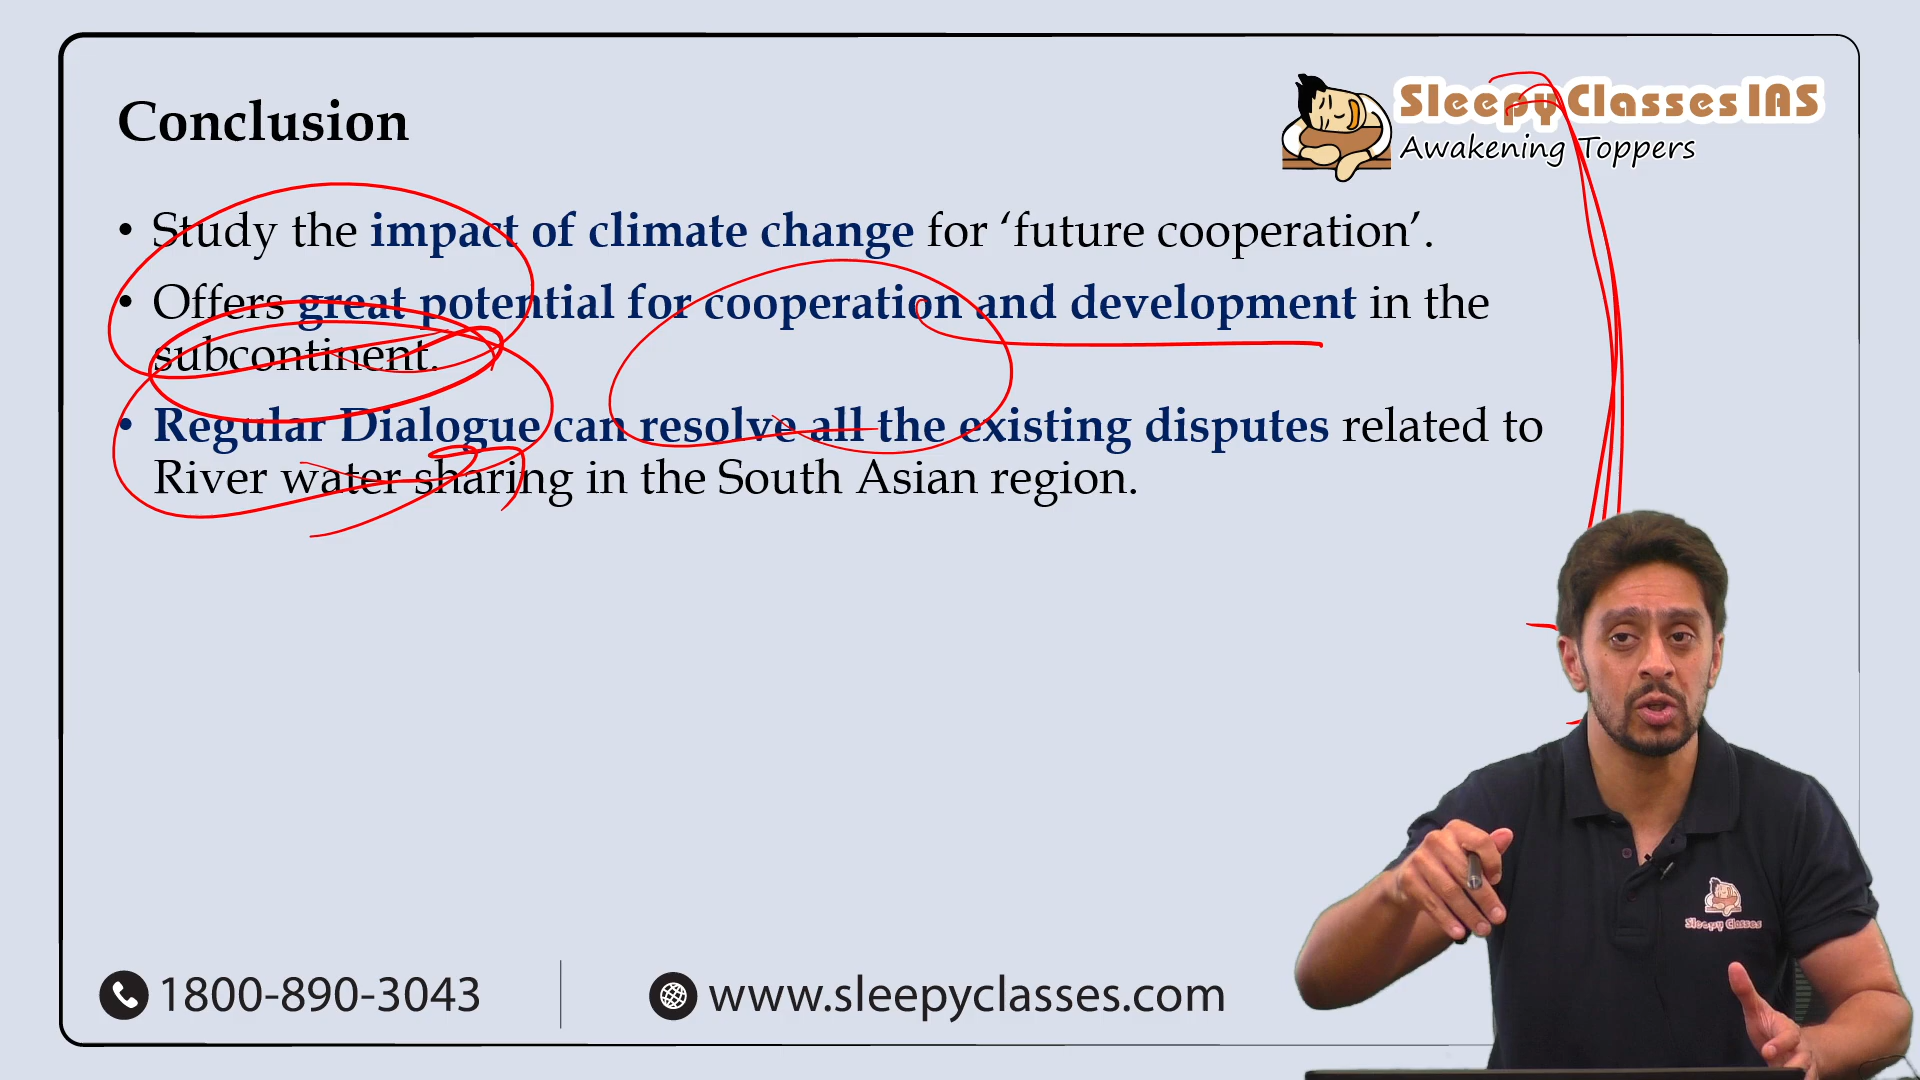 Conclusion
Sleepy Classes IAS
Awakening Toppers
• Study the impact of climate change for ‘future cooperation’.
• Offers great potential for cooperation and development in the
subcontinent.
• Regular Dialogue can resolve all the existing disputes related to
River water sharing in the South Asian region.
Sleepy Classes
1800-890-3043
www.sleepyclasses.com